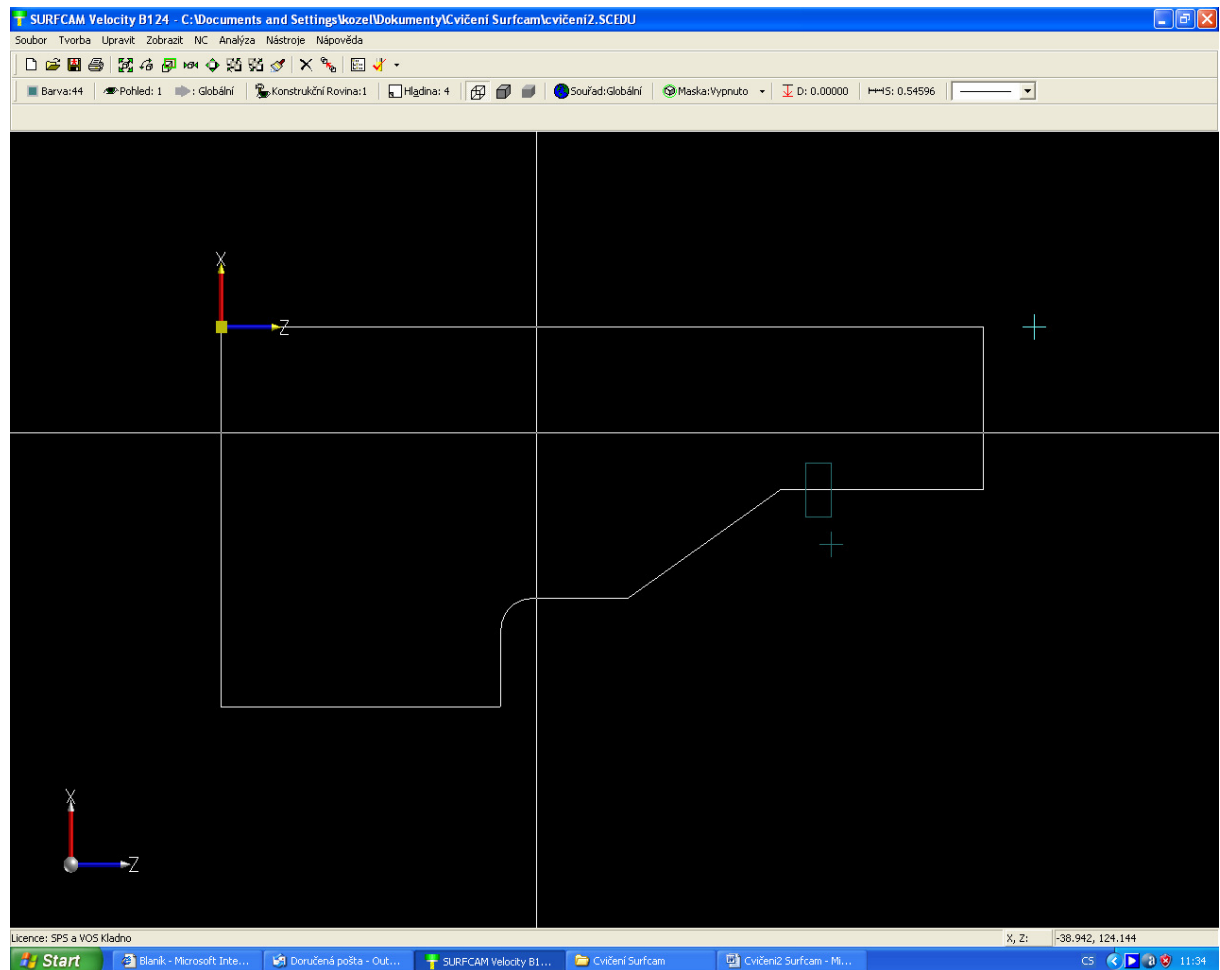 SURFCAM Velocity B124 - C:\Documents and Settings\kozel\Dokumenty\Cvičení Surfcam\cvičení2.SCEDU
Soubor Tvorba Upravit Zobrazit NC Analýza Nástroje Nápověda
Barva:44 Pohled: 1 : Globální Konstrukční Rovina:1 Hladina: 4 Souřad:Globální Maska:Vypnuto D: 0.00000 S: 0.54596
X
Z
X
Z
Licence: SPS a VOS Kladno X, Z: -38.942, 124.144
Start Blaník - Microsoft Inte... Doručená pošta - Out... SURFCAM Velocity B1... Cvičení Surfcam Cvičeni2 Surfcam - Mi... CS 11:34